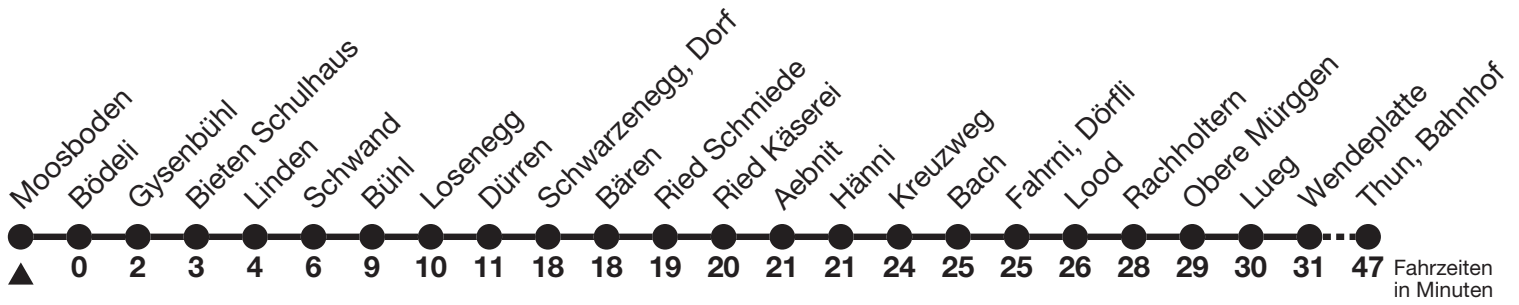 Moosboden
Bödeli
Gysenbühl
Bieten Schulhaus
Linden
Schwand
Bühl
Losenegg
Dürren
Schwarzenegg, Dorf
Bären
Ried Schmiede
Ried Käserei
Aebnit
Hänni
Kreuzweg
Bach
Fahrni, Dörfli
Lood
Rachholtern
Obere Mürggen
Lueg
Wendeplatte
Thun, Bahnhof
0 2 3 4 6 9 10 11 18 18 19 20 21 21 24 25 25 26 28 29 30 31 47 Fahrzeiten
in Minuten